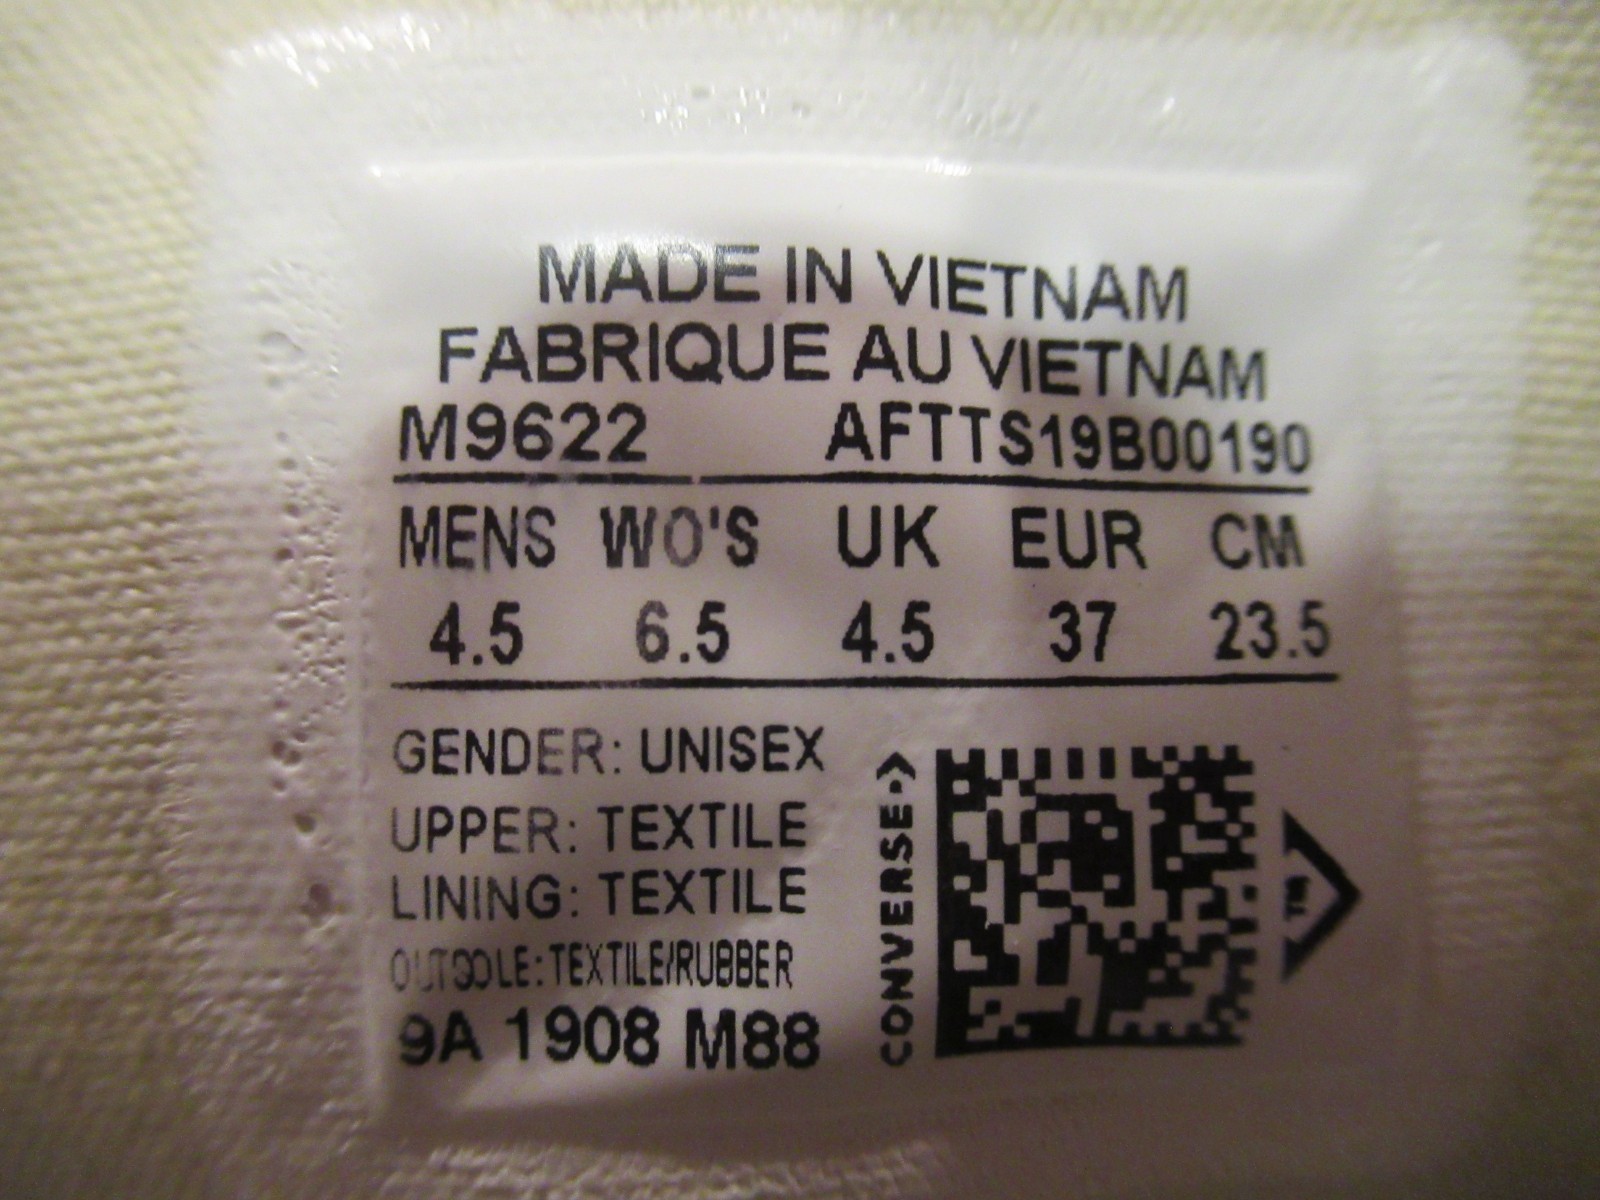 MADE IN VIETNAM
FABRIQUE AU VIETNAM
M9622 AFTTS19B00190
MENS WO'S UK EUR CM
4.5 6.5 4.5 37 23.5
GENDER: UNISEX
UPPER: TEXTILE
LINING: TEXTILE
OUTSOLE:TEXTILE/RUBBER
9A 1908 M88
CONVERSE
TM